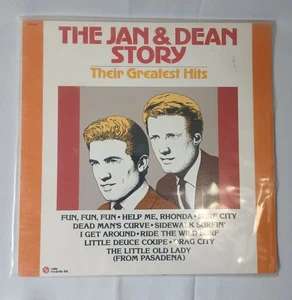 THE JAN & DEAN
STORY
Their Greatest Hits
FUN, FUN, FUN • HELP ME, RHONDA • SURF CITY
DEAD MAN'S CURVE • SIDEWALK SURFIN'
I GET AROUND • RIDE THE WILD SURF
LITTLE DEUCE COUPE • DRAG CITY
THE LITTLE OLD LADY
(FROM PASADENA)